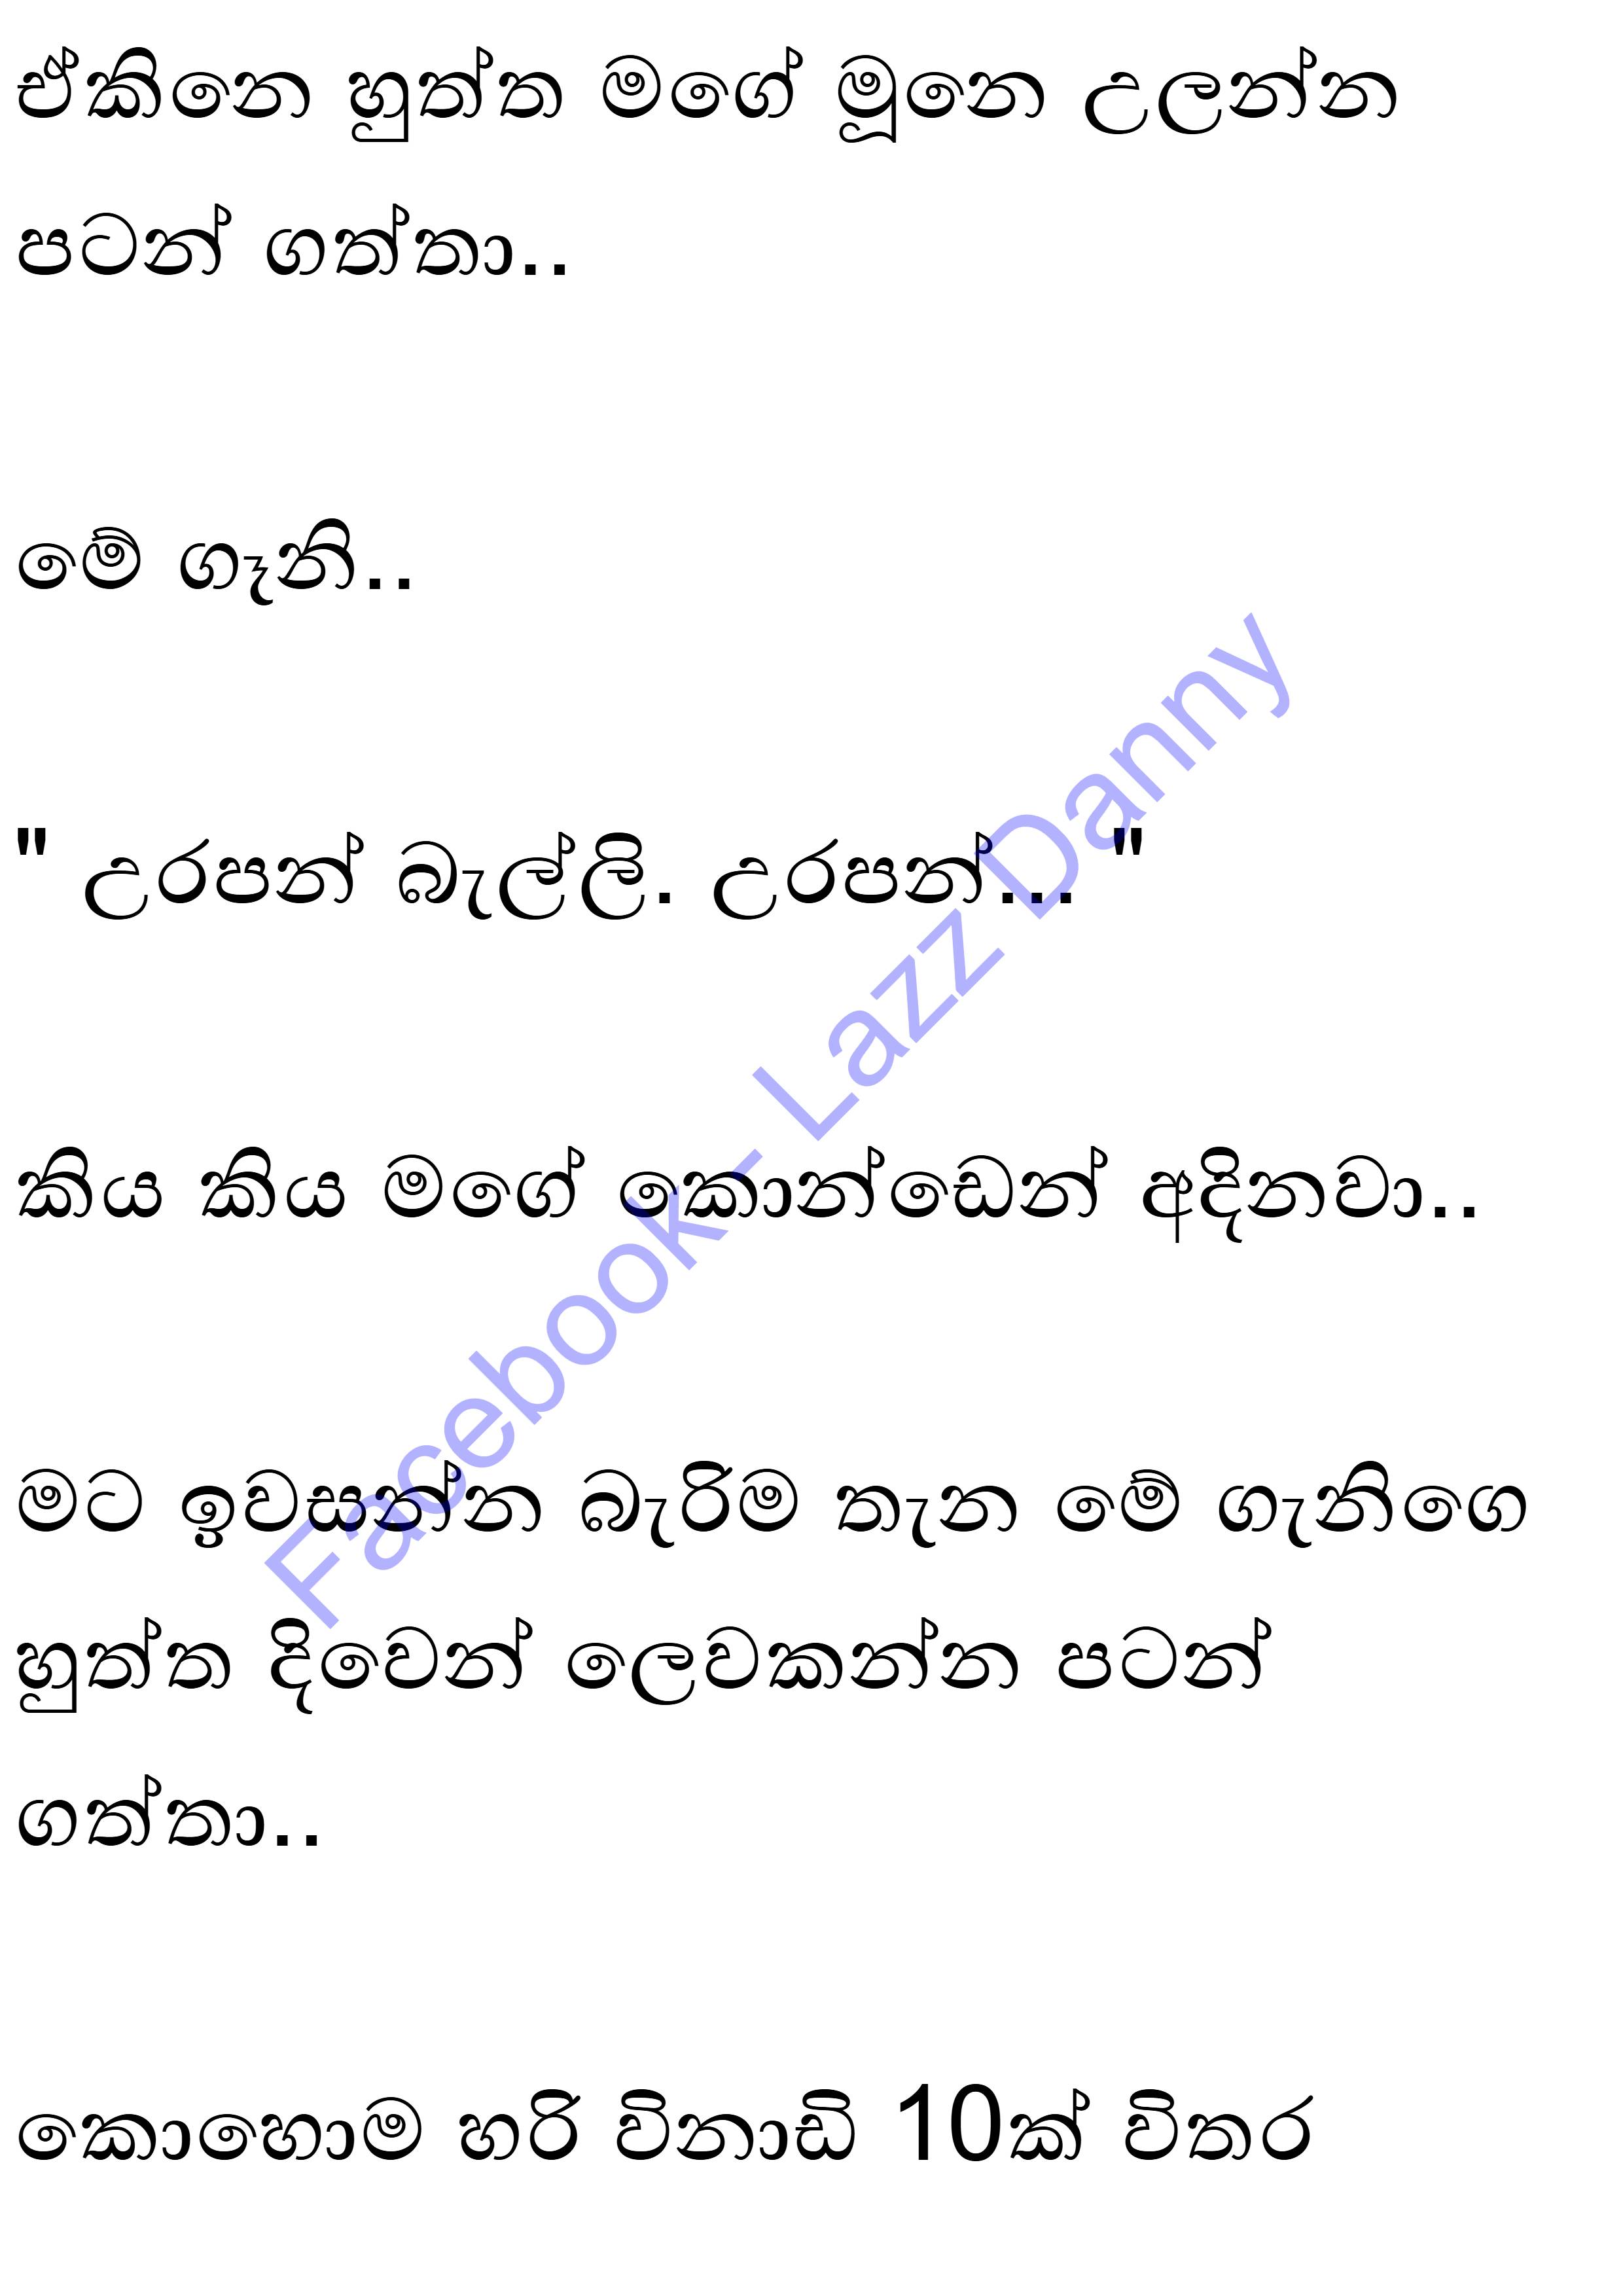 ඒකිනෙ හුත්ත මගේ මූනෙ උලන්න
පටන් ගත්තා..
මේ ගෑනි..
" උරපන් බැල්ලි. උරපන්... "
කිය කිය මගේ කොන්ඩෙන් අදිනවා..
මට ඉවසන්න බැරිම තැන මේ ගැනිගෙ
හුත්ත දිවෙන් ලෙවකන්න පටන්
ගත්තා..
කොහොම හරි විනාඩි 10ක් විතර
Facebook- Lazz Danny